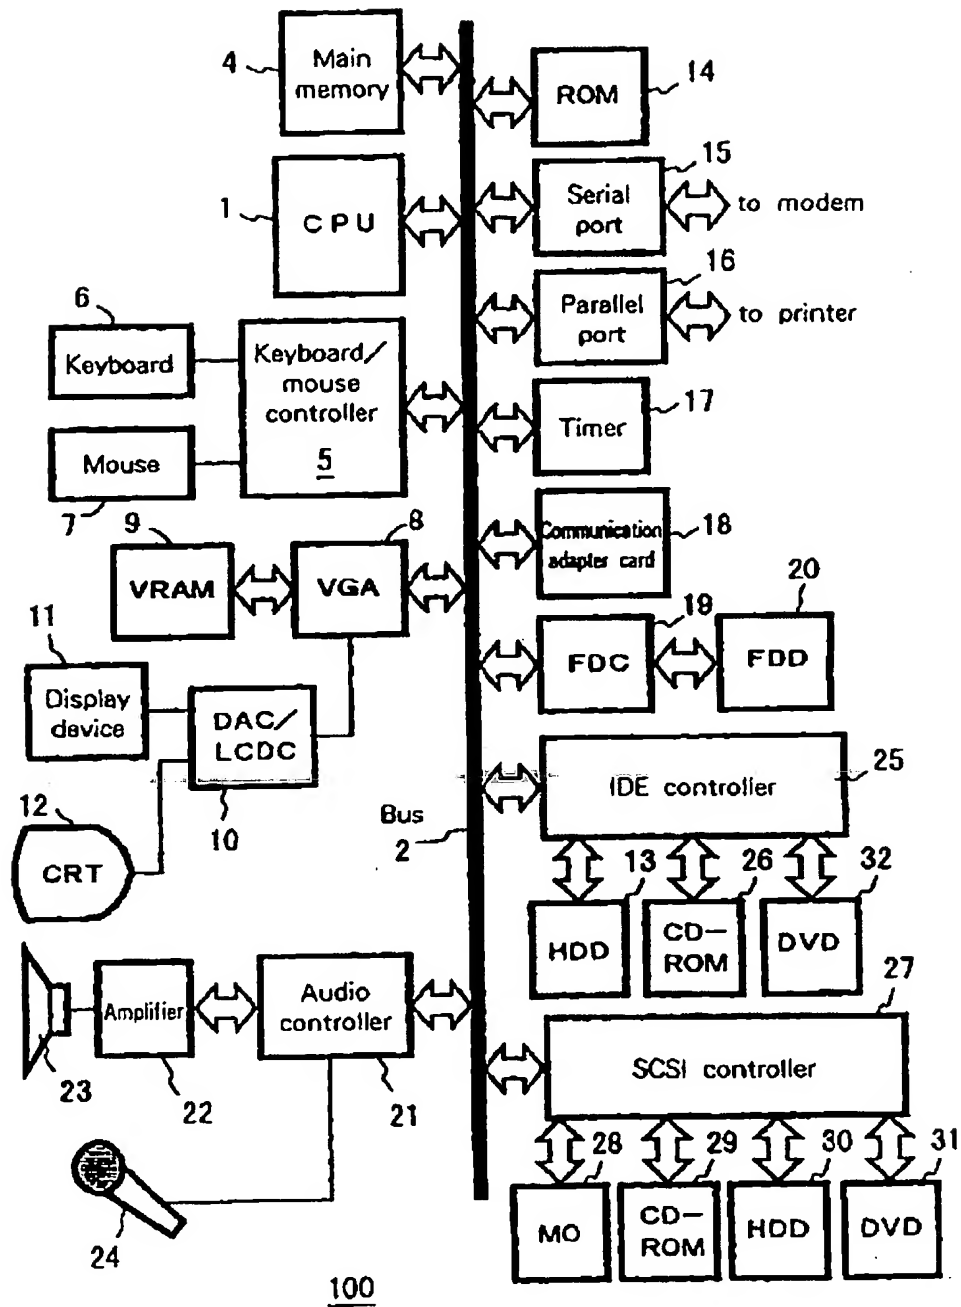 4
Main
memory
ROM
14
1
CPU
15
Serial
port
to modem
16
Parallel
port
to printer
6
Keyboard
Keyboard/
mouse
controller
5
Mouse
7
Timer
17
Communication
adapter card
18
9
VRAM
8
VGA
19
FDC
20
FDD
11
Display
device
DAC/
LCDC
10
12
CRT
Bus
2
IDE controller
25
13
HDD
26
CD-
ROM
32
DVD
23
Amplifier
22
Audio
controller
21
27
SCSI controller
24
28
MO
29
CD-
ROM
30
HDD
31
DVD
100